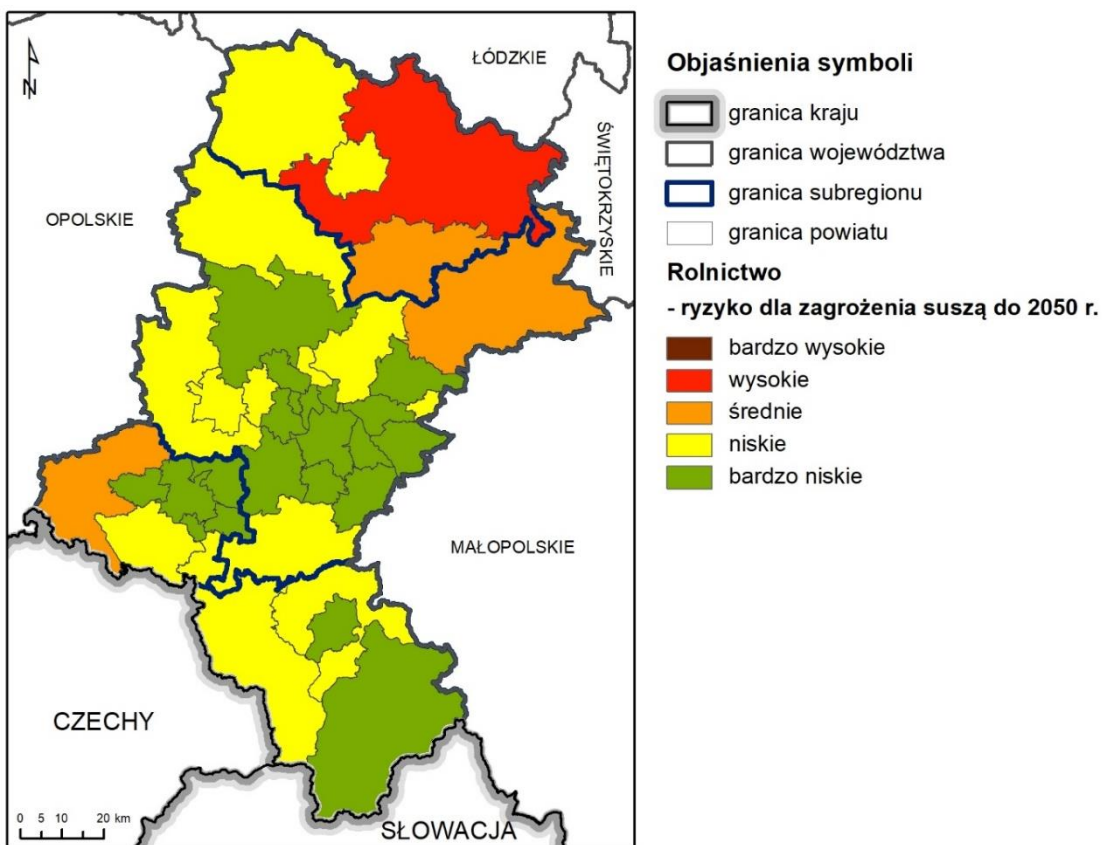 N
ŁÓDZKIE
ŚWIĘTOKRZYSKIE
OPOLSKIE
MAŁOPOLSKIE
CZECHY
SŁOWACJA
0 5 10 20 km
Objaśnienia symboli
granica kraju
granica województwa
granica subregionu
granica powiatu
Rolnictwo
- ryzyko dla zagrożenia suszą do 2050 r.
bardzo wysokie
wysokie
średnie
niskie
bardzo niskie